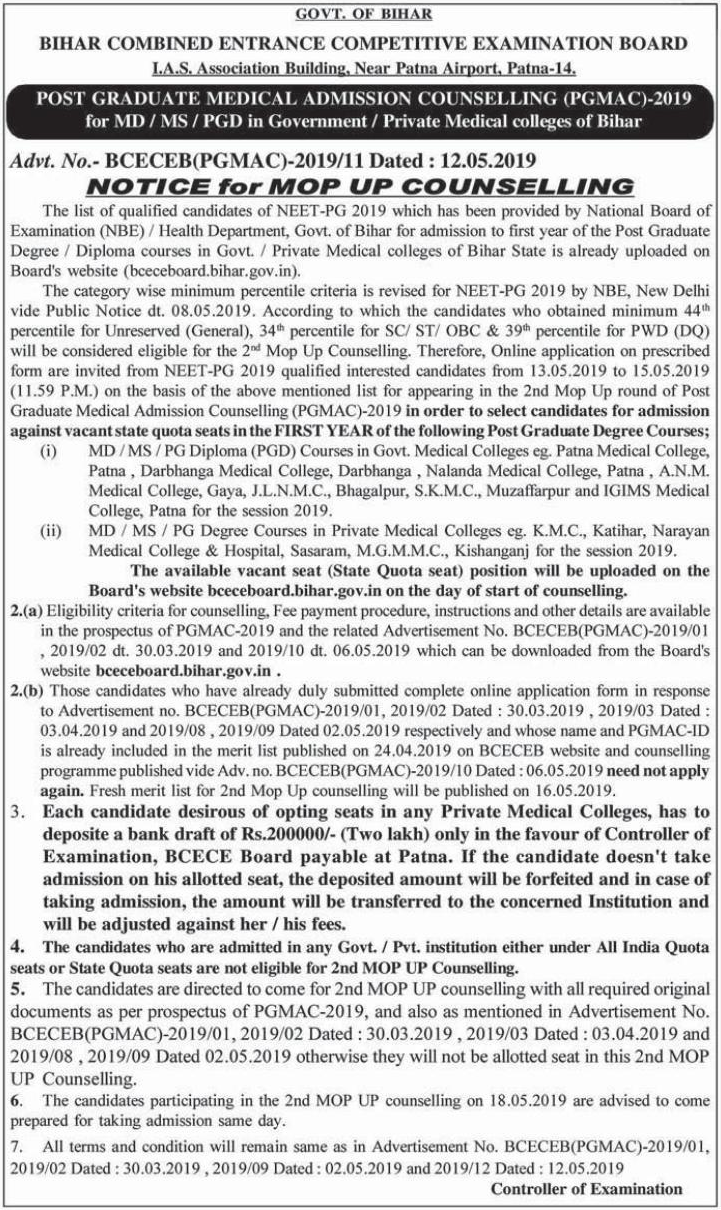 GOVT. OF BIHAR
BIHAR COMBINED ENTRANCE COMPETITIVE EXAMINATION BOARD
I.A.S. Association Building, Near Patna Airport, Patna-14.
POST GRADUATE MEDICAL ADMISSION COUNSELLING (PGMAC)-2019
for MD / MS / PGD in Government / Private Medical colleges of Bihar
Advt. No.- BCECEB(PGMAC)-2019/11 Dated : 12.05.2019
NOTICE for MOP UP COUNSELLING
The list of qualified candidates of NEET-PG 2019 which has been provided by National Board of
Examination (NBE) / Health Department, Govt. of Bihar for admission to first year of the Post Graduate
Degree / Diploma courses in Govt. / Private Medical colleges of Bihar State is already uploaded on
Board's website (bceceboard.bihar.gov.in).
The category wise minimum percentile criteria is revised for NEET-PG 2019 by NBE, New Delhi
vide Public Notice dt. 08.05.2019. According to which the candidates who obtained minimum 44th
percentile for Unreserved (General), 34th percentile for SC/ ST/ OBC & 39th percentile for PWD (DQ)
will be considered eligible for the 2nd Mop Up Counselling. Therefore, Online application on prescribed
form are invited from NEET-PG 2019 qualified interested candidates from 13.05.2019 to 15.05.2019
(11.59 P.M.) on the basis of the above mentioned list for appearing in the 2nd Mop Up round of Post
Graduate Medical Admission Counselling (PGMAC)-2019 in order to select candidates for admission
against vacant state quota seats in the FIRST YEAR of the following Post Graduate Degree Courses;
(i) MD / MS / PG Diploma (PGD) Courses in Govt. Medical Colleges eg. Patna Medical College,
Patna , Darbhanga Medical College, Darbhanga , Nalanda Medical College, Patna , A.N.M.
Medical College, Gaya, J.L.N.M.C., Bhagalpur, S.K.M.C., Muzaffarpur and IGIMS Medical
College, Patna for the session 2019.
(ii) MD / MS / PG Degree Courses in Private Medical Colleges eg. K.M.C., Katihar, Narayan
Medical College & Hospital, Sasaram, M.G.M.M.C., Kishanganj for the session 2019.
The available vacant seat (State Quota seat) position will be uploaded on the
Board's website bceceboard.bihar.gov.in on the day of start of counselling.
2.(a) Eligibility criteria for counselling, Fee payment procedure, instructions and other details are available
in the prospectus of PGMAC-2019 and the related Advertisement No. BCECEB(PGMAC)-2019/01
, 2019/02 dt. 30.03.2019 and 2019/10 dt. 06.05.2019 which can be downloaded from the Board's
website bceceboard.bihar.gov.in .
2.(b) Those candidates who have already duly submitted complete online application form in response
to Advertisement no. BCECEB(PGMAC)-2019/01, 2019/02 Dated : 30.03.2019 , 2019/03 Dated :
03.04.2019 and 2019/08 , 2019/09 Dated 02.05.2019 respectively and whose name and PGMAC-ID
is already included in the merit list published on 24.04.2019 on BCECEB website and counselling
programme published vide Adv. no. BCECEB(PGMAC)-2019/10 Dated : 06.05.2019 need not apply
again. Fresh merit list for 2nd Mop Up counselling will be published on 16.05.2019.
3. Each candidate desirous of opting seats in any Private Medical Colleges, has to
deposite a bank draft of Rs.200000/- (Two lakh) only in the favour of Controller of
Examination, BCECE Board payable at Patna. If the candidate doesn't take
admission on his allotted seat, the deposited amount will be forfeited and in case of
taking admission, the amount will be transferred to the concerned Institution and
will be adjusted against her / his fees.
4. The candidates who are admitted in any Govt. / Pvt. institution either under All India Quota
seats or State Quota seats are not eligible for 2nd MOP UP Counselling.
5. The candidates are directed to come for 2nd MOP UP counselling with all required original
documents as per prospectus of PGMAC-2019, and also as mentioned in Advertisement No.
BCECEB(PGMAC)-2019/01, 2019/02 Dated : 30.03.2019 , 2019/03 Dated : 03.04.2019 and
2019/08 , 2019/09 Dated 02.05.2019 otherwise they will not be allotted seat in this 2nd MOP
UP Counselling.
6. The candidates participating in the 2nd MOP UP counselling on 18.05.2019 are advised to come
prepared for taking admission same day.
7. All terms and condition will remain same as in Advertisement No. BCECEB(PGMAC)-2019/01,
2019/02 Dated : 30.03.2019 , 2019/09 Dated : 02.05.2019 and 2019/12 Dated : 12.05.2019
Controller of Examination